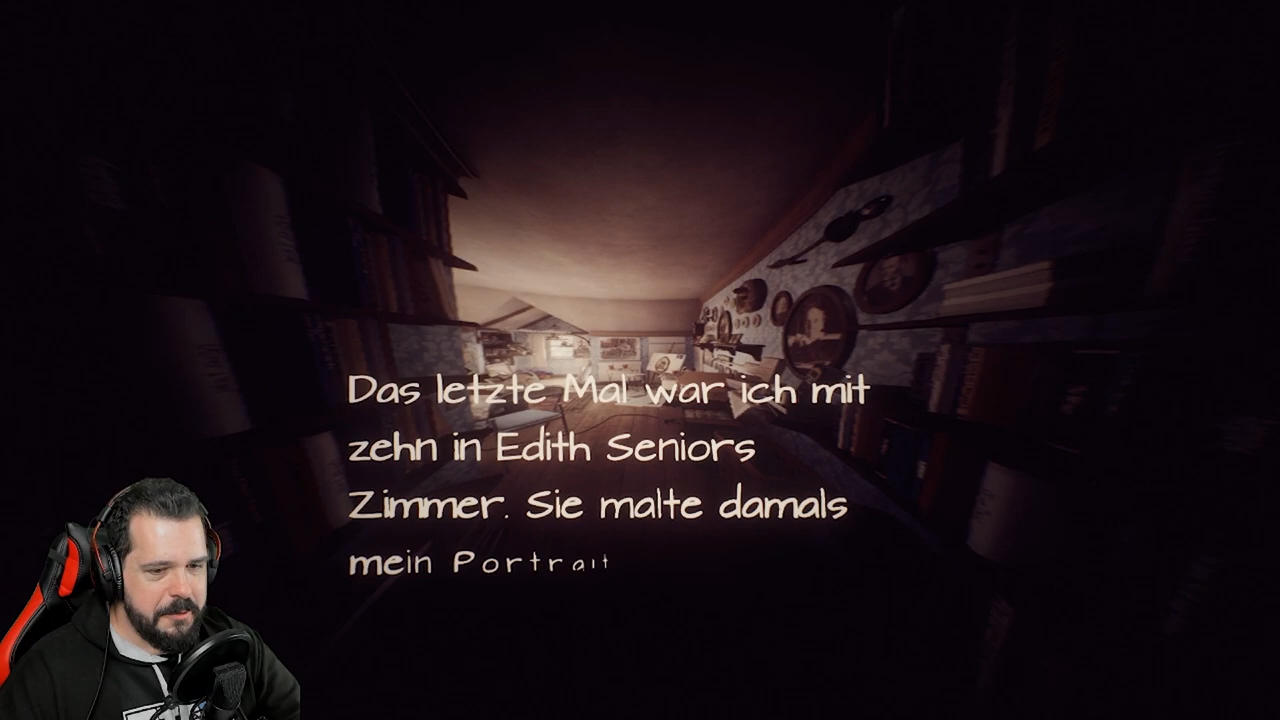 Das letzte Mal war ich mit
zehn in Edith Seniors
Zimmer. Sie malte damals
mein Portrait